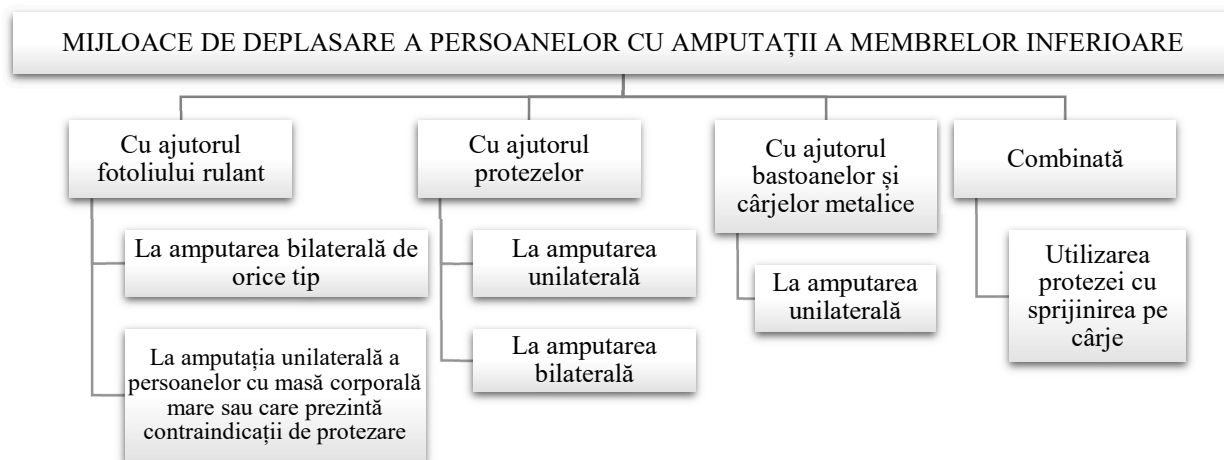 MIJLOACE DE DEPLASARE A PERSOANELOR CU AMPUTAȚII A MEMBRELOR INFERIOARE
Cu ajutorul
fotoliului rulant
La amputarea bilaterală de
orice tip
La amputația unilaterală a
persoanelor cu masă corporală
mare sau care prezintă
contraindicații de protezare
Cu ajutorul
protezelor
La amputarea
unilaterală
La amputarea
bilaterală
Cu ajutorul
bastoanelor și
cârjelor metalice
La amputarea
unilaterală
Combinată
Utilizarea
protezei cu
sprijinirea pe
cârje